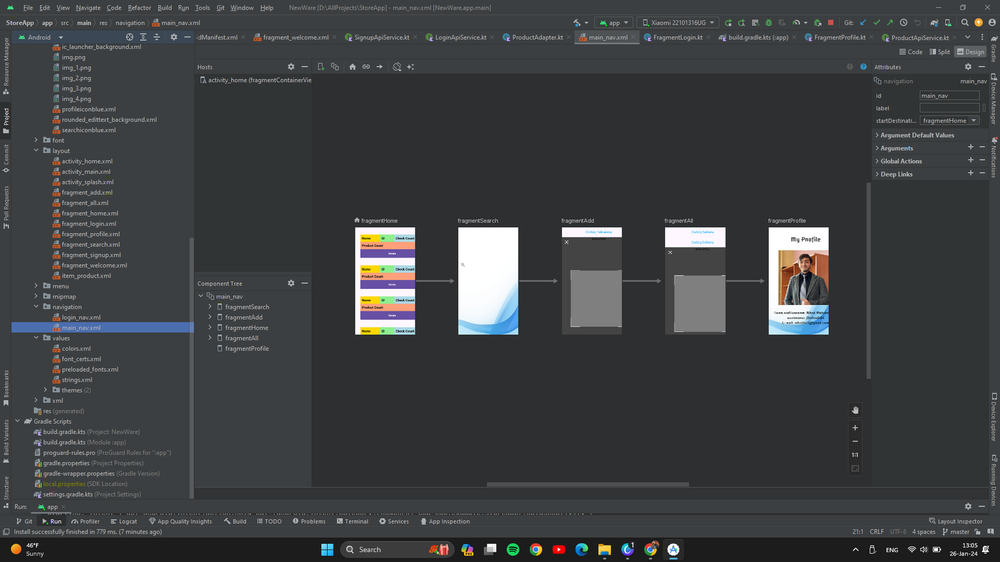 File Edit View Navigate Code Refactor Build Run Tools Git Window Help NewWare [D:\AllProjects\StoreApp] - main_nav.xml [NewWare.app.main]
StoreApp app src main res navigation main_nav.xml app Xiaomi 22101316UG Git:
Android idManifest.xml fragment_welcome.xml SignupApiService.kt LoginApiService.kt ProductAdapter.kt main_nav.xml FragmentLogin.kt build.gradle.kts (:app) FragmentProfile.kt ProductApiService.kt
Code Split Design
Resource Manager
Project
Commit
Pull Requests
Bookmarks
Build Variants
Structure
ic_launcher_background.xml
img.png
img_1.png
img_2.png
img_3.png
img_4.png
profileiconblue.xml
rounded_edittext_background.xml
searchiconblue.xml
font
layout
activity_home.xml
activity_main.xml
activity_splash.xml
fragment_add.xml
fragment_all.xml
fragment_home.xml
fragment_login.xml
fragment_profile.xml
fragment_search.xml
fragment_signup.xml
fragment_welcome.xml
item_product.xml
menu
mipmap
navigation
login_nav.xml
main_nav.xml
values
colors.xml
font_certs.xml
preloaded_fonts.xml
strings.xml
themes (2)
xml
res (generated)
Gradle Scripts
build.gradle.kts (Project: NewWare)
build.gradle.kts (Module :app)
proguard-rules.pro (ProGuard Rules for ":app")
gradle.properties (Project Properties)
gradle-wrapper.properties (Gradle Version)
local.properties (SDK Location)
settings.gradle.kts (Project Settings)
Hosts
activity_home (fragmentContainerVie
Component Tree
main_nav
fragmentSearch
fragmentAdd
fragmentHome
fragmentAll
fragmentProfile
fragmentHome
Name ID Check Count
Product Count
Delete
Name ID Check Count
Product Count
Delete
Name ID Check Count
Product Count
Delete
Name ID Check Count
fragmentSearch
fragmentAdd
Coding Deliversey
fragmentAll
Coding Delivery
Coding Delivery
fragmentProfile
My Profile
1:1
Attributes
navigation main_nav
id main_nav
label
startDestinati... fragmentHome
Argument Default Values
Arguments
Global Actions
Deep Links
Gradle
Device Manager
Notifications
Device Explorer
Running Devices
Run: app
Git Run Profiler Logcat App Quality Insights Build TODO Problems Terminal Services App Inspection Layout Inspector
Install successfully finished in 779 ms. (7 minutes ago) 21:1 CRLF UTF-8 4 spaces master
46°F
Sunny
Search
PRE
1
ENG
13:05
26-Jan-24